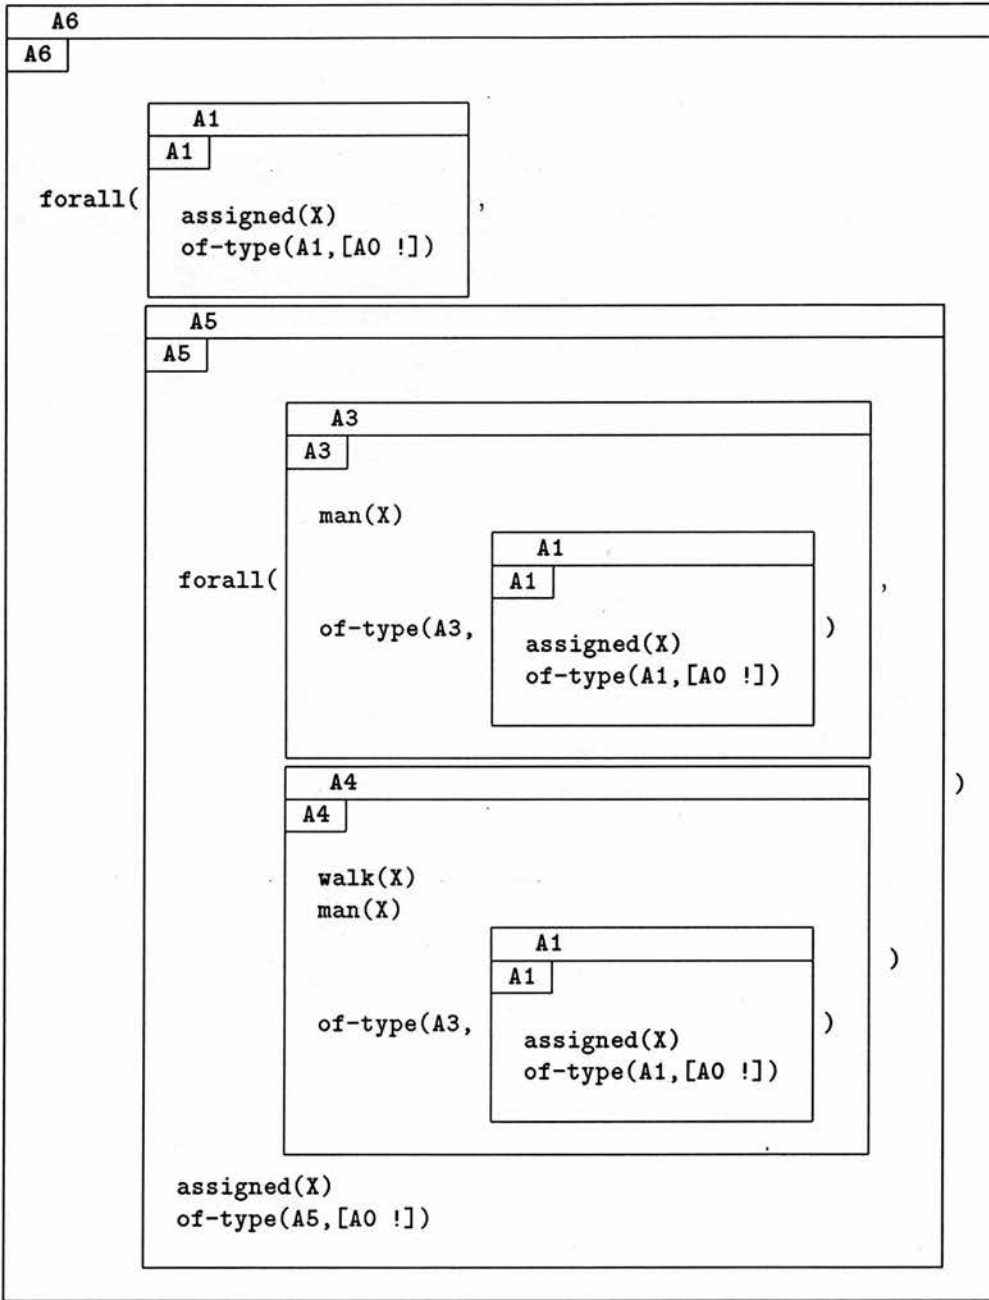 A6
A6
A1
A1
forall(
assigned(X)
of-type(A1,[A0 !])
,
A5
A5
A3
A3
man(X)
A1
A1
forall(
,
of-type(A3,
assigned(X)
)
of-type(A1,[A0 !])
A4
)
A4
walk(X)
man(X)
A1
)
A1
of-type(A3,
assigned(X)
)
of-type(A1,[A0 !])
assigned(X)
of-type(A5,[A0 !])